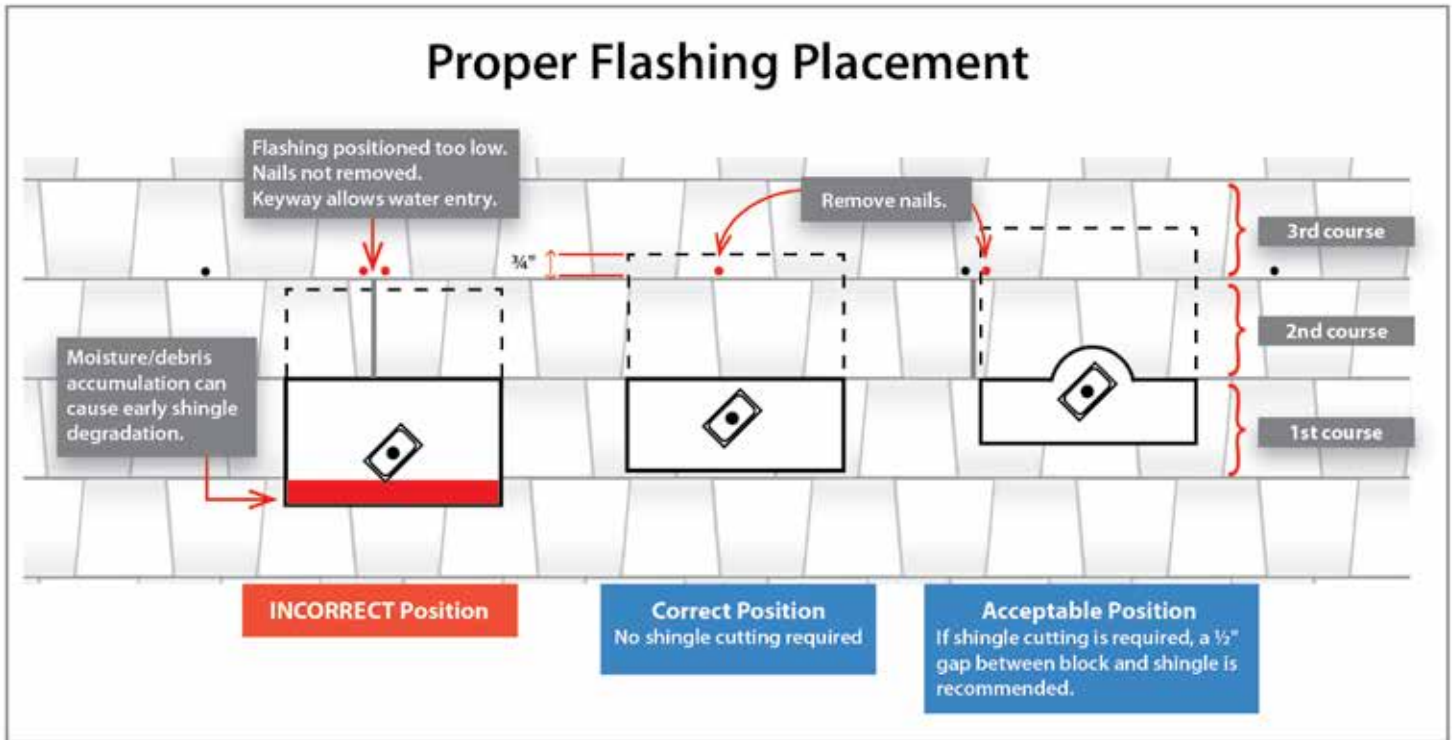 Proper Flashing Placement
Flashing positioned too low.
Nails not removed.
Keyway allows water entry.
Remove nails.
3rd course
¾"
2nd course
Moisture/debris
accumulation can
cause early shingle
degradation.
1st course
INCORRECT Position
Correct Position
No shingle cutting required
Acceptable Position
If shingle cutting is required, a ½"
gap between block and shingle is
recommended.